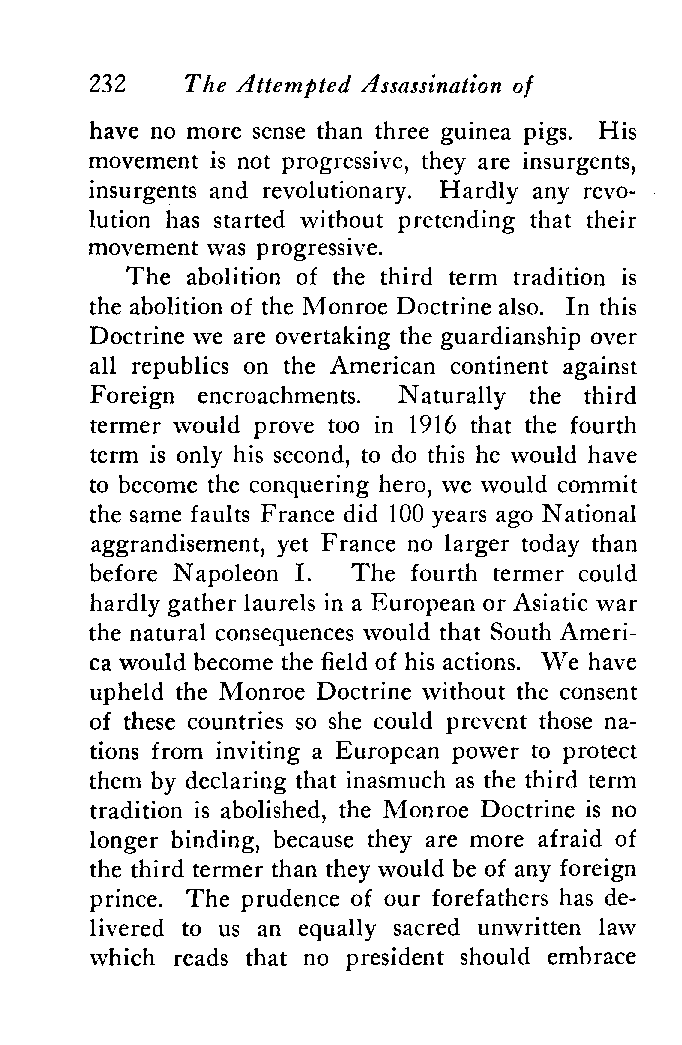 232 The Attempted Assassination of
have no more sense than three guinea pigs. His
movement is not progressive, they are insurgents,
insurgents and revolutionary. Hardly any revo-
lution has started without pretending that their
movement was progressive.
The abolition of the third term tradition is
the abolition of the Monroe Doctrine also. In this
Doctrine we are overtaking the guardianship over
all republics on the American continent against
Foreign encroachments. Naturally the third
termer would prove too in 1916 that the fourth
term is only his second, to do this he would have
to become the conquering hero, we would commit
the same faults France did 100 years ago National
aggrandisement, yet France no larger today than
before Napoleon I. The fourth termer could
hardly gather laurels in a European or Asiatic war
the natural consequences would that South Ameri-
ca would become the field of his actions. We have
upheld the Monroe Doctrine without the consent
of these countries so she could prevent those na-
tions from inviting a European power to protect
them by declaring that inasmuch as the third term
tradition is abolished, the Monroe Doctrine is no
longer binding, because they are more afraid of
the third termer than they would be of any foreign
prince. The prudence of our forefathers has de-
livered to us an equally sacred unwritten law
which reads that no president should embrace